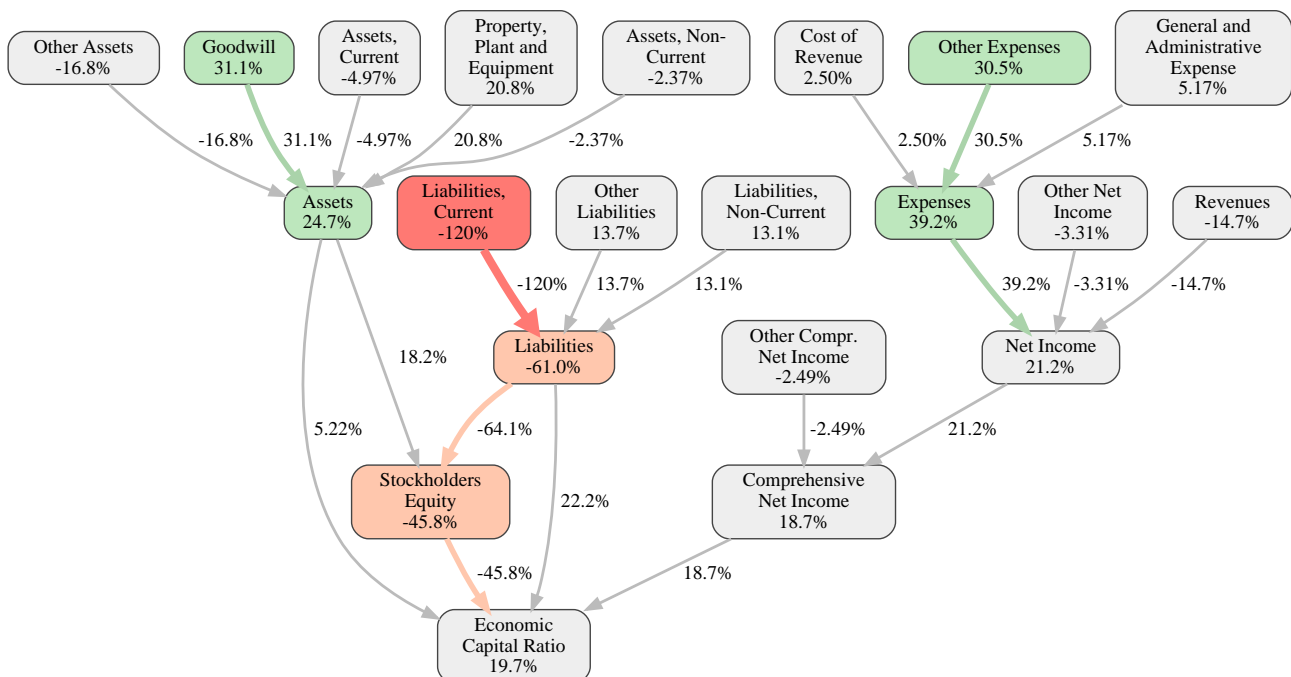 Other Assets
-16.8%
Goodwill
31.1%
Assets,
Current
-4.97%
Property,
Plant and
Equipment
20.8%
Assets, Non-
Current
-2.37%
Cost of
Revenue
2.50%
Other Expenses
30.5%
General and
Administrative
Expense
5.17%
-16.8%
31.1%
-4.97%
20.8%
-2.37%
2.50%
30.5%
5.17%
Assets
24.7%
Liabilities,
Current
-120%
Other
Liabilities
13.7%
Liabilities,
Non-Current
13.1%
Expenses
39.2%
Other Net
Income
-3.31%
Revenues
-14.7%
-120%
13.7%
13.1%
39.2%
-3.31%
-14.7%
18.2%
Liabilities
-61.0%
Other Compr.
Net Income
-2.49%
Net Income
21.2%
5.22%
-64.1%
-2.49%
21.2%
Stockholders
Equity
-45.8%
22.2%
Comprehensive
Net Income
18.7%
-45.8%
18.7%
Economic
Capital Ratio
19.7%